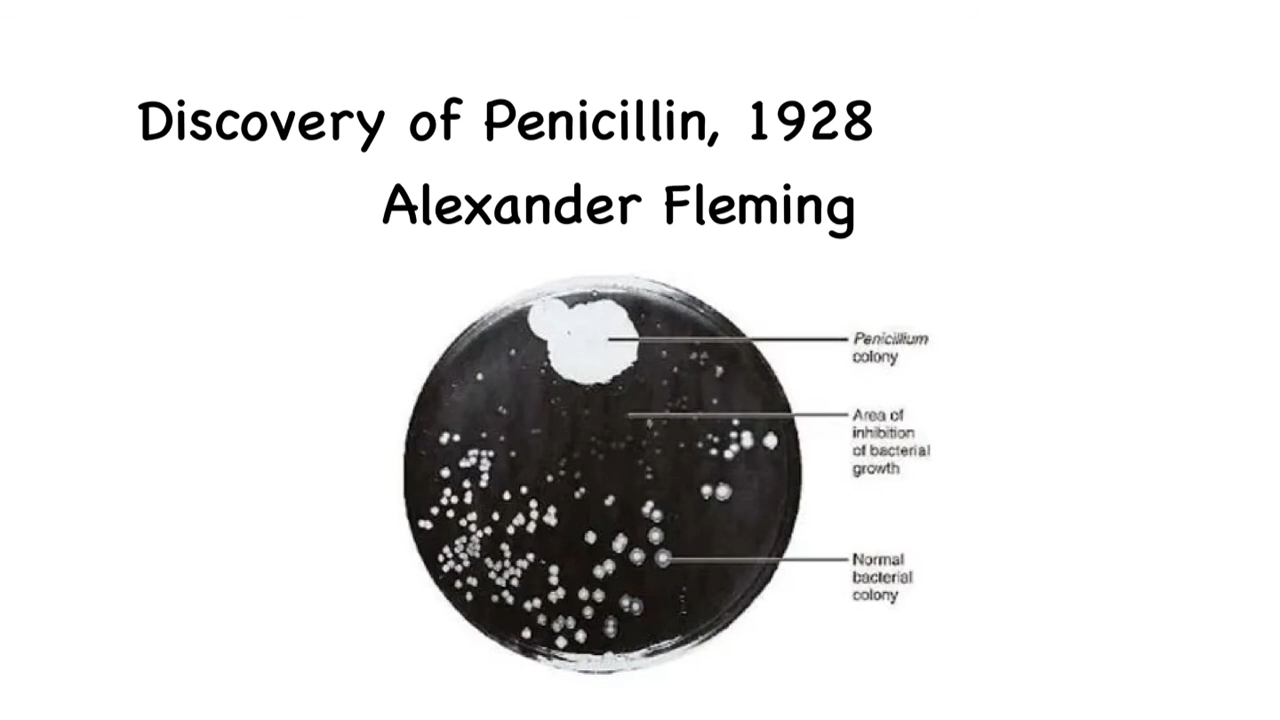 Discovery of Penicillin, 1928
Alexander Fleming
Penicillium
colony
Area of
inhibition
of bacterial
growth
Normal
bacterial
colony